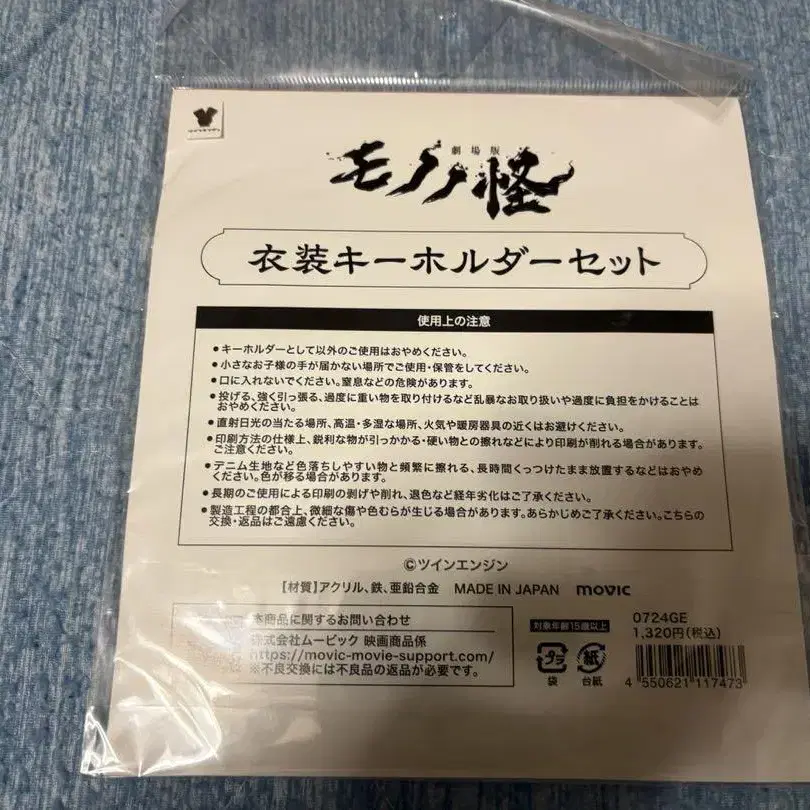 劇場版
モノノ怪
衣装キーホルダーセット
使用上の注意
●キーホルダーとして以外のご使用はおやめください。
●小さなお子様の手が届かない場所でご使用・保管をしてください。
●口に入れないでください。窒息などの危険があります。
●投げる、強く引っ張る、過度に重い物を取り付けるなど乱暴なお取り扱いや過度に負担をかけることは
おやめください。
●直射日光の当たる場所、高温・多湿な場所、火気や暖房器具の近くはお避けください。
●印刷方法の仕様上、鋭利な物が引っかかる・硬い物との擦れなどにより印刷が削れる場合があります。
ご注意ください。
●デニム生地など色落ちしやすい物と頻繁に擦れる、長時間くっつけたまま放置するなどはおやめ
ください。色が移る場合があります。
●長期のご使用による印刷の剥げや削れ、退色など経年劣化はご了承ください。
●製造工程の都合上、微細な傷や色むらが生じる場合があります。あらかじめご了承ください。こちらの
交換・返品はご遠慮ください。
©ツインエンジン
【材質】アクリル、鉄、亜鉛合金 MADE IN JAPAN movic
本商品に関するお問い合わせ
株式会社ムービック 映画商品係
https://movic-movie-support.com/
※不良交換には不良品の返品が必要です。
対象年齢15歳以上
0724GE
1,320円(税込)
プラ
袋
紙
台紙
4 550621 117473